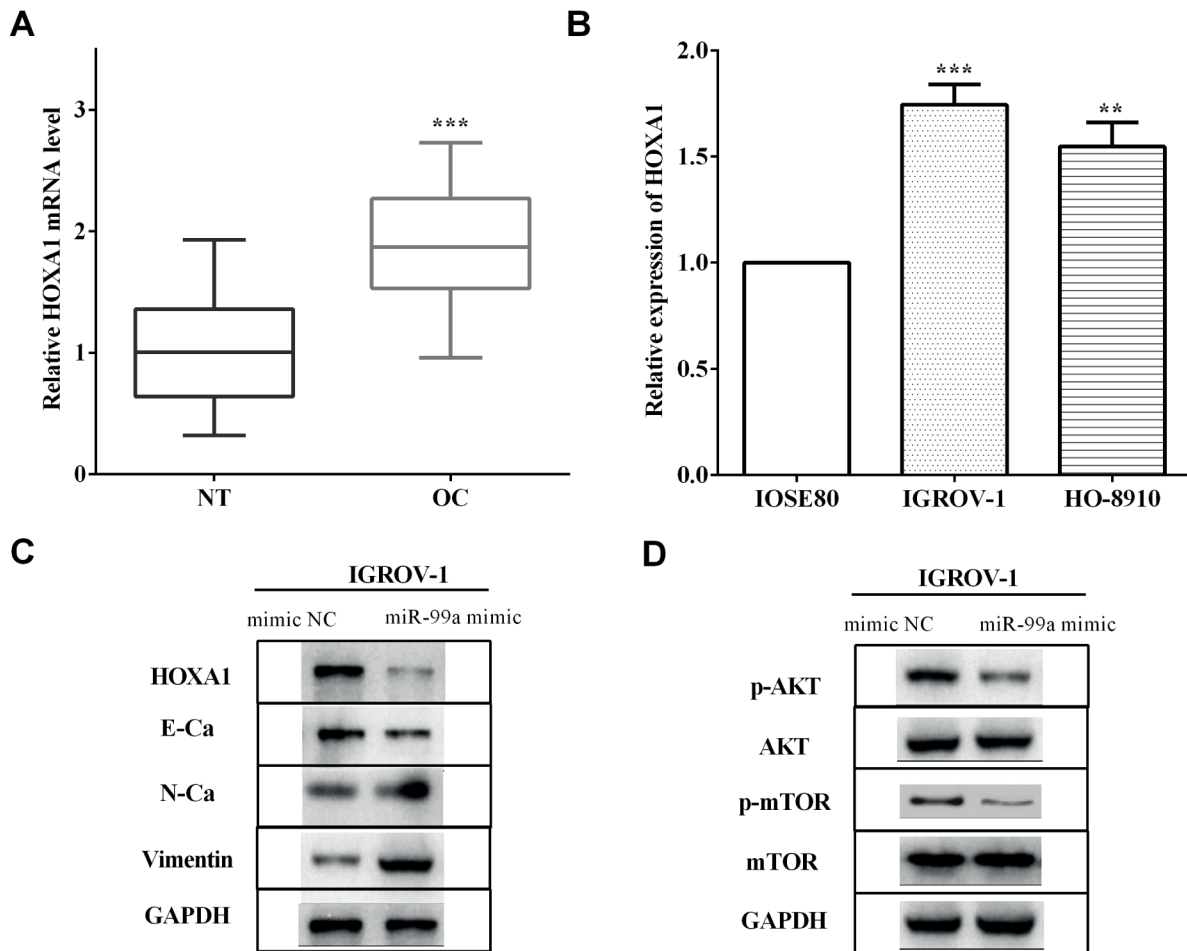 A
Relative HOXA1 mRNA level
3
2
1
0
***
NT
OC
B
Relative expression of HOXA1
2.0
1.5
1.0
0.5
0.0
***
**
IOSE80
IGROV-1
HO-8910
C
IGROV-1
mimic NC
miR-99a mimic
HOXA1
E-Ca
N-Ca
Vimentin
GAPDH
D
IGROV-1
mimic NC
miR-99a mimic
p-AKT
AKT
p-mTOR
mTOR
GAPDH